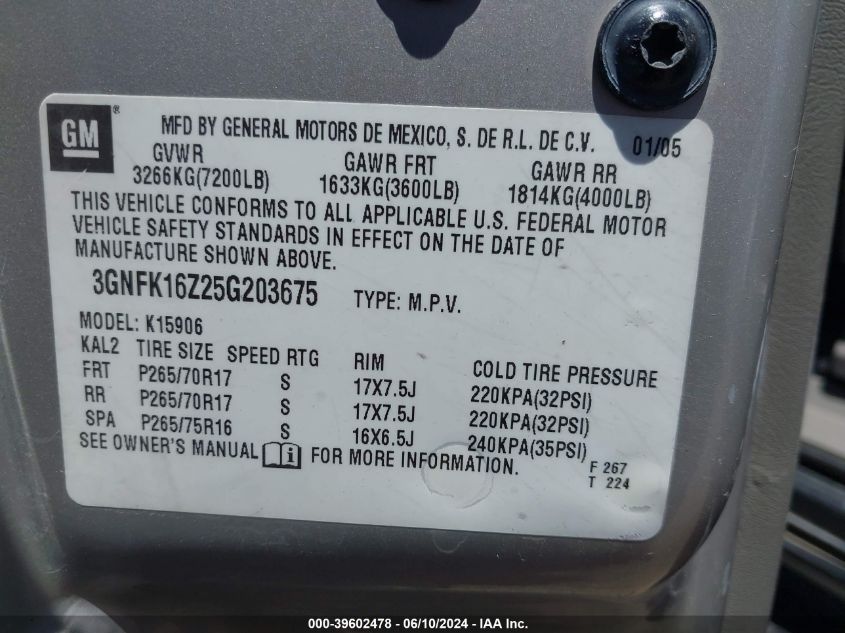 GM ®
MFD BY GENERAL MOTORS DE MEXICO, S. DE R.L. DE C.V. 01/05
GVWR GAWR FRT GAWR RR
3266KG(7200LB) 1633KG(3600LB) 1814KG(4000LB)
THIS VEHICLE CONFORMS TO ALL APPLICABLE U.S. FEDERAL MOTOR
VEHICLE SAFETY STANDARDS IN EFFECT ON THE DATE OF
MANUFACTURE SHOWN ABOVE.
3GNFK16Z25G203675 TYPE: M.P.V.
MODEL: K15906
KAL2 TIRE SIZE SPEED RTG RIM COLD TIRE PRESSURE
FRT P265/70R17 S 17X7.5J 220KPA(32PSI)
RR P265/70R17 S 17X7.5J 220KPA(32PSI)
SPA P265/75R16 S 16X6.5J 240KPA(35PSI)
SEE OWNER'S MANUAL i FOR MORE INFORMATION.
F 267
T 224
000-39602478 - 06/10/2024 - IAA Inc.